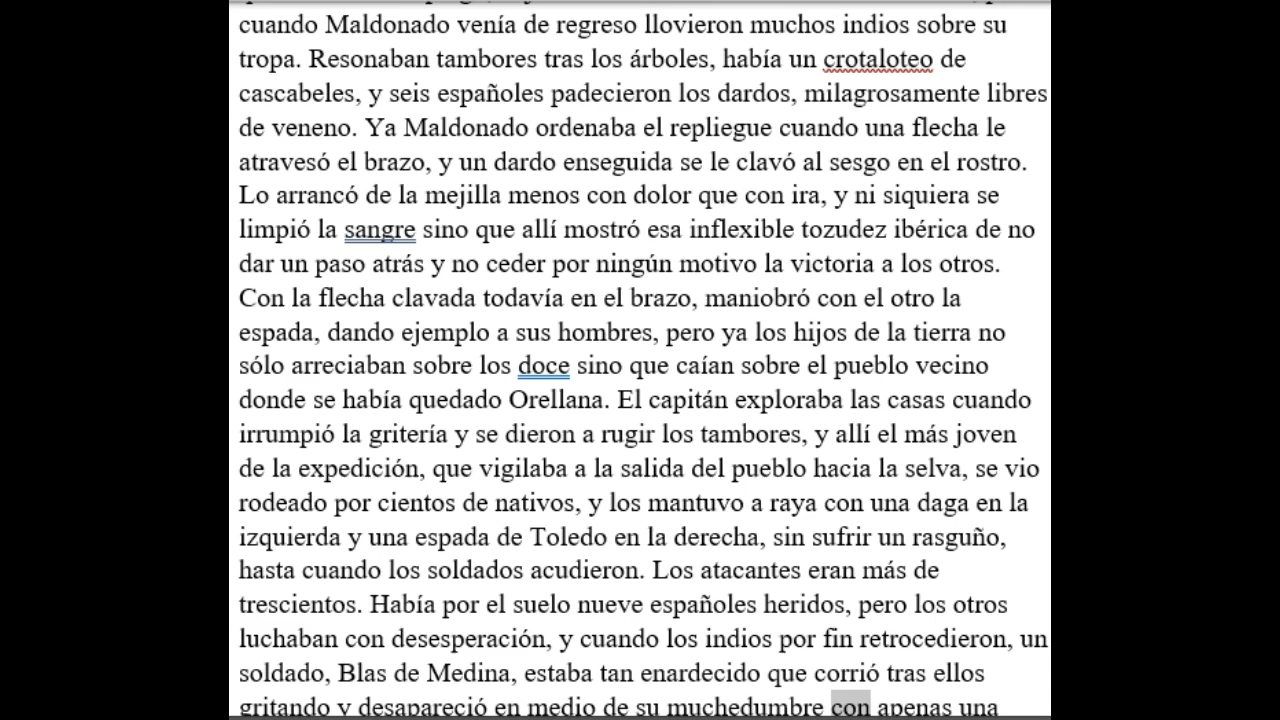 cuando Maldonado venía de regreso llovieron muchos indios sobre su
tropa. Resonaban tambores tras los árboles, había un crotaloteo de
cascabeles, y seis españoles padecieron los dardos, milagrosamente libres
de veneno. Ya Maldonado ordenaba el repliegue cuando una flecha le
atravesó el brazo, y un dardo enseguida se le clavó al sesgo en el rostro.
Lo arrancó de la mejilla menos con dolor que con ira, y ni siquiera se
limpió la sangre sino que allí mostró esa inflexible tozudez ibérica de no
dar un paso atrás y no ceder por ningún motivo la victoria a los otros.
Con la flecha clavada todavía en el brazo, maniobró con el otro la
espada, dando ejemplo a sus hombres, pero ya los hijos de la tierra no
sólo arreciaban sobre los doce sino que caían sobre el pueblo vecino
donde se había quedado Orellana. El capitán exploraba las casas cuando
irrumpió la gritería y se dieron a rugir los tambores, y allí el más joven
de la expedición, que vigilaba a la salida del pueblo hacia la selva, se vio
rodeado por cientos de nativos, y los mantuvo a raya con una daga en la
izquierda y una espada de Toledo en la derecha, sin sufrir un rasguño,
hasta cuando los soldados acudieron. Los atacantes eran más de
trescientos. Había por el suelo nueve españoles heridos, pero los otros
luchaban con desesperación, y cuando los indios por fin retrocedieron, un
soldado, Blas de Medina, estaba tan enardecido que corrió tras ellos
gritando y desapareció en medio de su muchedumbre con apenas una